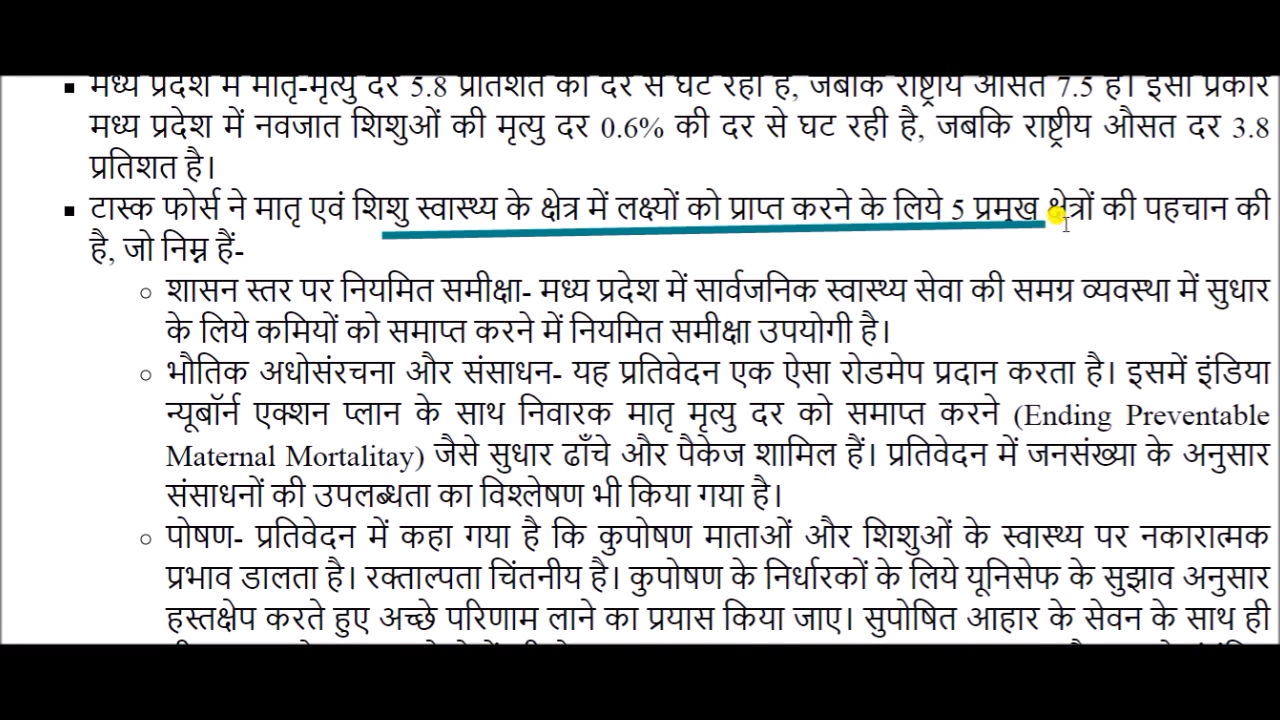 मध्य प्रदेश में मातृ-मृत्यु दर 5.8 प्रतिशत की दर से घट रही है, जबकि राष्ट्रीय औसत 7.5 है। इसी प्रकार
मध्य प्रदेश में नवजात शिशुओं की मृत्यु दर 0.6% की दर से घट रही है, जबकि राष्ट्रीय औसत दर 3.8
प्रतिशत है।
टास्क फोर्स ने मातृ एवं शिशु स्वास्थ्य के क्षेत्र में लक्ष्यों को प्राप्त करने के लिये 5 प्रमुख क्षेत्रों की पहचान की
है, जो निम्न हैं-
शासन स्तर पर नियमित समीक्षा- मध्य प्रदेश में सार्वजनिक स्वास्थ्य सेवा की समग्र व्यवस्था में सुधार
के लिये कमियों को समाप्त करने में नियमित समीक्षा उपयोगी है।
भौतिक अधोसंरचना और संसाधन- यह प्रतिवेदन एक ऐसा रोडमेप प्रदान करता है। इसमें इंडिया
न्यूबॉर्न एक्शन प्लान के साथ निवारक मातृ मृत्यु दर को समाप्त करने (Ending Preventable
Maternal Mortalitay) जैसे सुधार ढाँचे और पैकेज शामिल हैं। प्रतिवेदन में जनसंख्या के अनुसार
संसाधनों की उपलब्धता का विश्लेषण भी किया गया है।
पोषण- प्रतिवेदन में कहा गया है कि कुपोषण माताओं और शिशुओं के स्वास्थ्य पर नकारात्मक
प्रभाव डालता है। रक्ताल्पता चिंतनीय है। कुपोषण के निर्धारकों के लिये यूनिसेफ के सुझाव अनुसार
हस्तक्षेप करते हुए अच्छे परिणाम लाने का प्रयास किया जाए। सुपोषित आहार के सेवन के साथ ही